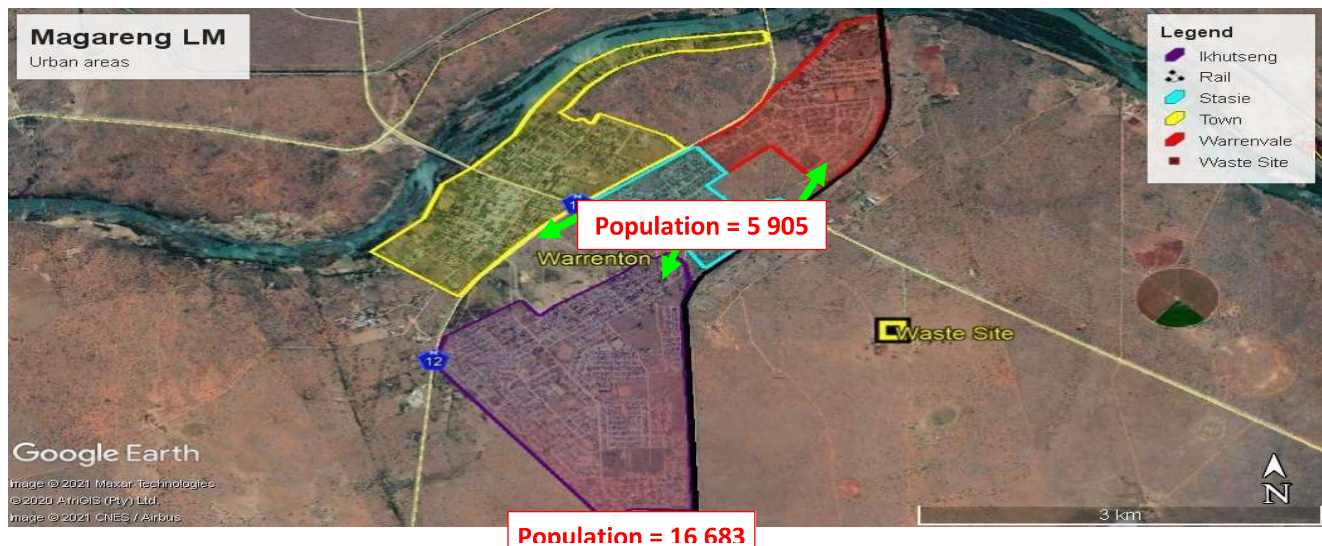 Magareng LM
Urban areas
Legend
Ikhutseng
Rail
Stasie
Town
Warrenvale
Waste Site
Population = 5 905
Warrenton
Waste Site
12
Google Earth
Image © 2021 Maxar Technologies
© 2020 AfriGIS (Pty) Ltd.
Image © 2021 CNES / Airbus
N
3 km
Population = 16 683